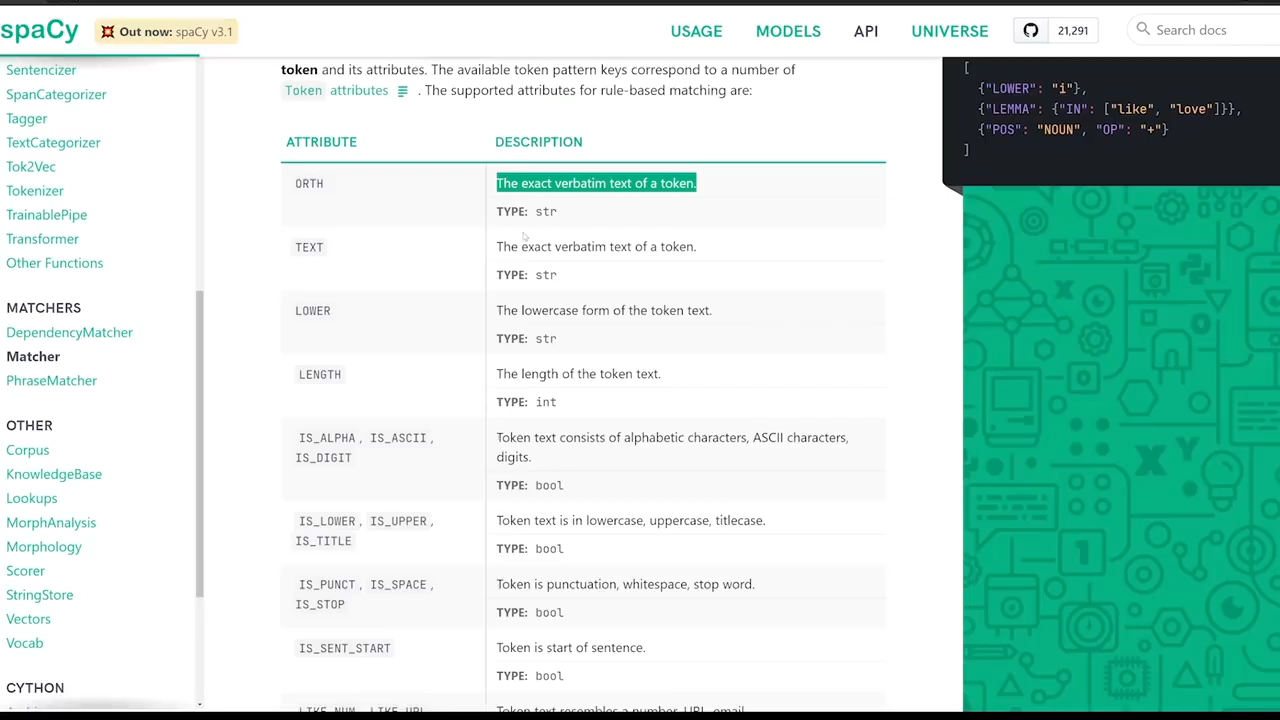 spaCy
Out now: spaCy v3.1
USAGE
MODELS
API
UNIVERSE
21,291
Search docs
Sentencizer
SpanCategorizer
Tagger
TextCategorizer
Tok2Vec
Tokenizer
TrainablePipe
Transformer
Other Functions
MATCHERS
DependencyMatcher
Matcher
PhraseMatcher
OTHER
Corpus
KnowledgeBase
Lookups
MorphAnalysis
Morphology
Scorer
StringStore
Vectors
Vocab
CYTHON
token and its attributes. The available token pattern keys correspond to a number of
Token attributes . The supported attributes for rule-based matching are:
ATTRIBUTE DESCRIPTION
ORTH The exact verbatim text of a token.
TYPE: str
TEXT The exact verbatim text of a token.
TYPE: str
LOWER The lowercase form of the token text.
TYPE: str
LENGTH The length of the token text.
TYPE: int
IS_ALPHA, IS_ASCII, Token text consists of alphabetic characters, ASCII characters,
IS_DIGIT digits.
TYPE: bool
IS_LOWER, IS_UPPER, Token text is in lowercase, uppercase, titlecase.
IS_TITLE
TYPE: bool
IS_PUNCT, IS_SPACE, Token is punctuation, whitespace, stop word.
IS_STOP
TYPE: bool
IS_SENT_START Token is start of sentence.
TYPE: bool
LIKE_NUM, LIKE_URL, Token text resembles a number, URL, email.
[
{"LOWER": "i"},
{"LEMMA": {"IN": ["like", "love"]}},
{"POS": "NOUN", "OP": "+"}
]